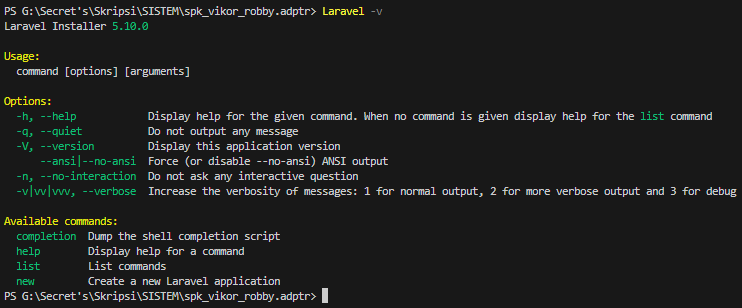 PS G:\Secret's\Skripsi\SISTEM\spk_vikor_robby.adptr> Laravel -v
Laravel Installer 5.10.0
Usage:
command [options] [arguments]
Options:
-h, --help Display help for the given command. When no command is given display help for the list command
-q, --quiet Do not output any message
-V, --version Display this application version
--ansi|--no-ansi Force (or disable --no-ansi) ANSI output
-n, --no-interaction Do not ask any interactive question
-v|vv|vvv, --verbose Increase the verbosity of messages: 1 for normal output, 2 for more verbose output and 3 for debug
Available commands:
completion Dump the shell completion script
help Display help for a command
list List commands
new Create a new Laravel application
PS G:\Secret's\Skripsi\SISTEM\spk_vikor_robby.adptr>